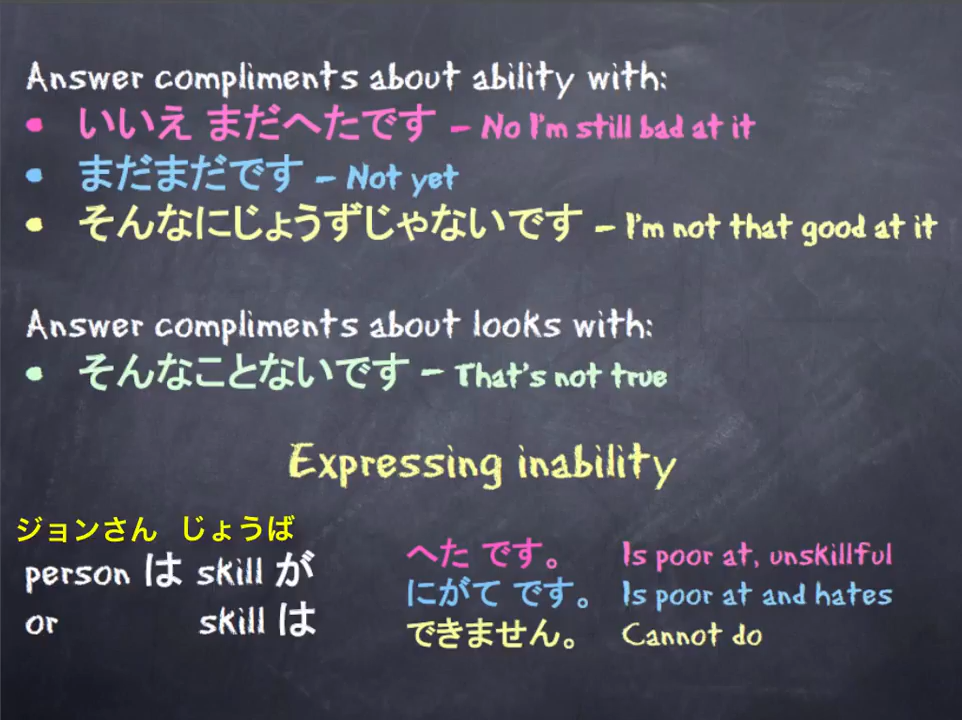 Answer compliments about ability with:
• いいえ まだへたです – No I'm still bad at it
• まだまだです – Not yet
• そんなにじょうずじゃないです – I'm not that good at it
Answer compliments about looks with:
• そんなことないです – That's not true
Expressing inability
ジョンさん じょうば
person は skill が へた です。 Is poor at, unskillful
にがて です。 Is poor at and hates
or skill は できません。 Cannot do